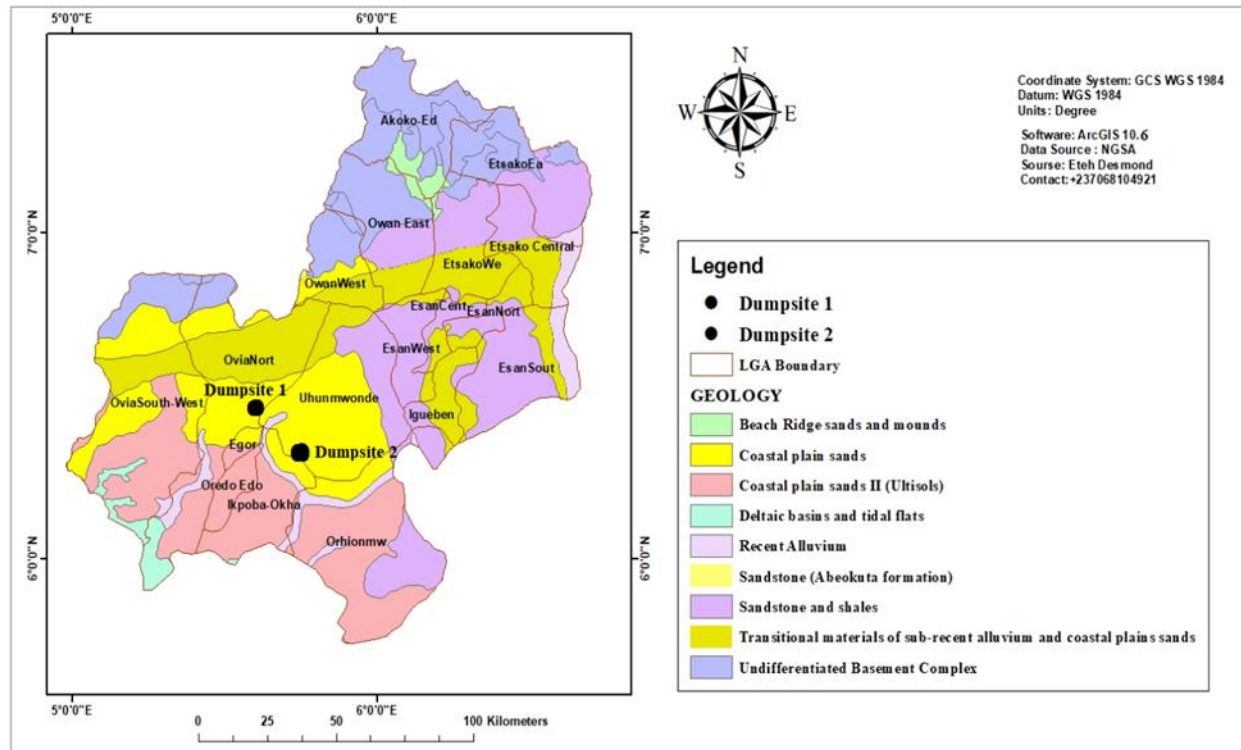 5°0'0"E
6°0'0"E
7°0'0"N
7°0'0"N
6°0'0"N
6°0'0"N
5°0'0"E
6°0'0"E
Akoko-Ed
EtsakoEa
Owan East
Etsako Central
EtsakoWe
OwanWest
EsanCent
EsanNort
EsanWest
OviaNort
EsanSout
Dumpsite 1
Uhunmwonde
OviaSouth-West
Igueben
Egor
Dumpsite 2
Oredo Edo
Ikpoba-Okha
Orhionmw
0 25 50 100 Kilometers
N
W E
S
Coordinate System: GCS WGS 1984
Datum: WGS 1984
Units: Degree
Software: ArcGIS 10.6
Data Source : NGSA
Sourse: Eteh Desmond
Contact:+237068104921
Legend
Dumpsite 1
Dumpsite 2
LGA Boundary
GEOLOGY
Beach Ridge sands and mounds
Coastal plain sands
Coastal plain sands II (Ultisols)
Deltaic basins and tidal flats
Recent Alluvium
Sandstone (Abeokuta formation)
Sandstone and shales
Transitional materials of sub-recent alluvium and coastal plains sands
Undifferentiated Basement Complex